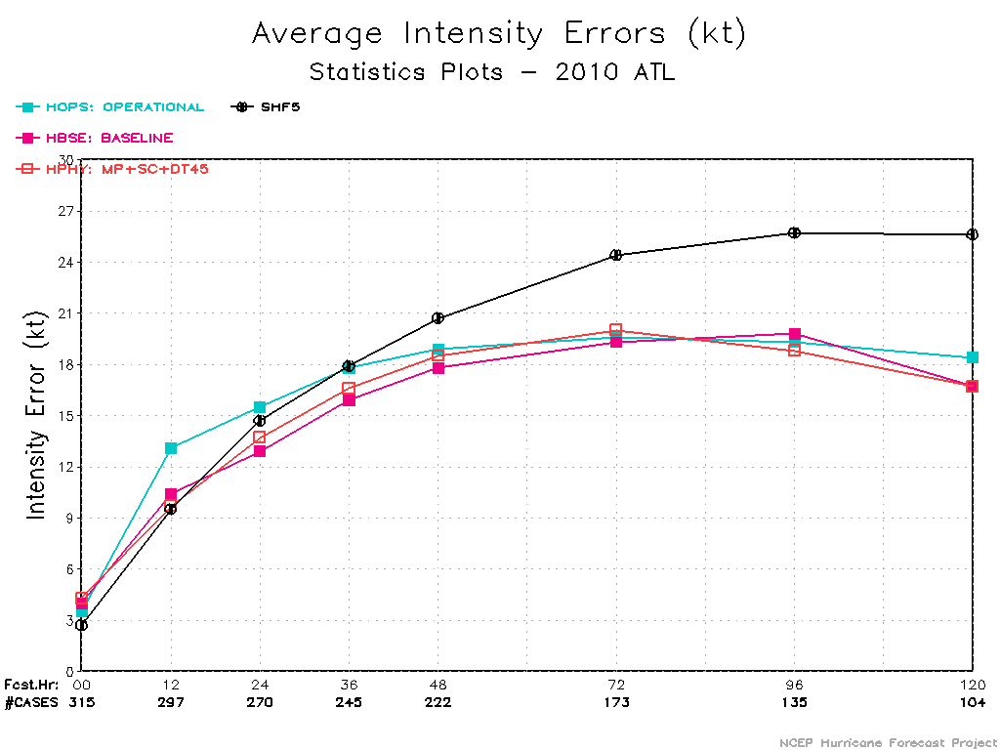 Average Intensity Errors (kt)
Statistics Plots – 2010 ATL
HOPS: OPERATIONAL SHF5
HBSE: BASELINE
HPHY: MP+SC+DT45
30
27
24
21
18
15
12
9
6
3
0
Intensity Error (kt)
Fcst.Hr: 00 12 24 36 48 72 96 120
#CASES 315 297 270 245 222 173 135 104
NCEP Hurricane Forecast Project